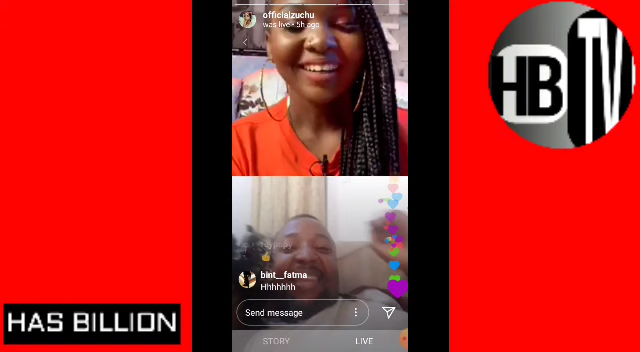 officialzuchu
was live • 5h ago
HB TV
bint__fatma
Hhhhhhh
Send message
STORY
LIVE
HAS BILLION